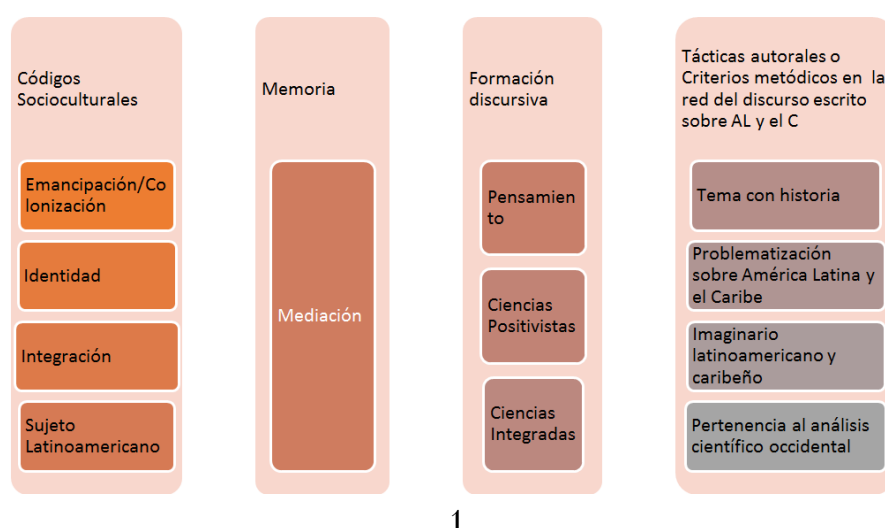 Códigos
Socioculturales
Emancipación/Co
lonización
Identidad
Integración
Sujeto
Latinoamericano
Memoria
Mediación
Formación
discursiva
Pensamien
to
Ciencias
Positivistas
Ciencias
Integradas
Tácticas autorales o
Criterios metódicos en la
red del discurso escrito
sobre AL y el C
Tema con historia
Problematización
sobre América Latina y
el Caribe
Imaginario
latinoamericano y
caribeño
Pertenencia al análisis
científico occidental
1